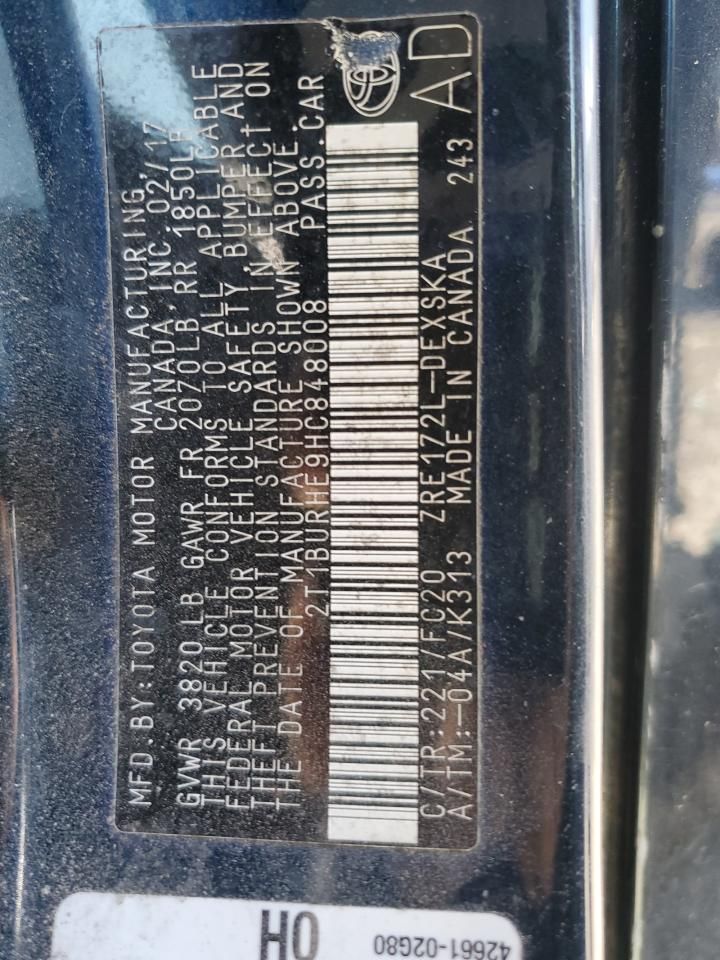 MFD. BY: TOYOTA MOTOR MANUFACTURING,
CANADA, INC. 02/17
GVWR 3820 LB GAWR FR 2070LB RR 1850LB
THIS VEHICLE CONFORMS TO ALL APPLICABLE
FEDERAL MOTOR VEHICLE SAFETY, BUMPER AND
THEFT PREVENTION STANDARDS IN EFFECT ON
THE DATE OF MANUFACTURE SHOWN ABOVE.
2T1BURHE9HC848008 PASS.CAR
C/TR:221/FC20 ZRE172L-DEXSKA
A/TM:-04A/K313 MADE IN CANADA 243
AD
OH
42661-02G80